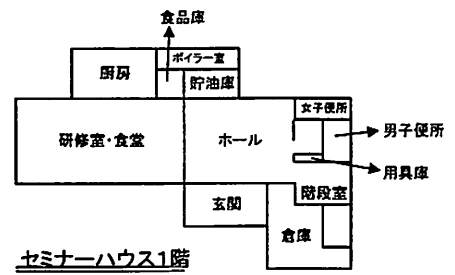 食品庫
ボイラー室
厨房
貯油庫
女子便所
研修室・食堂
ホール
男子便所
用具庫
階段室
玄関
倉庫
セミナーハウス1階